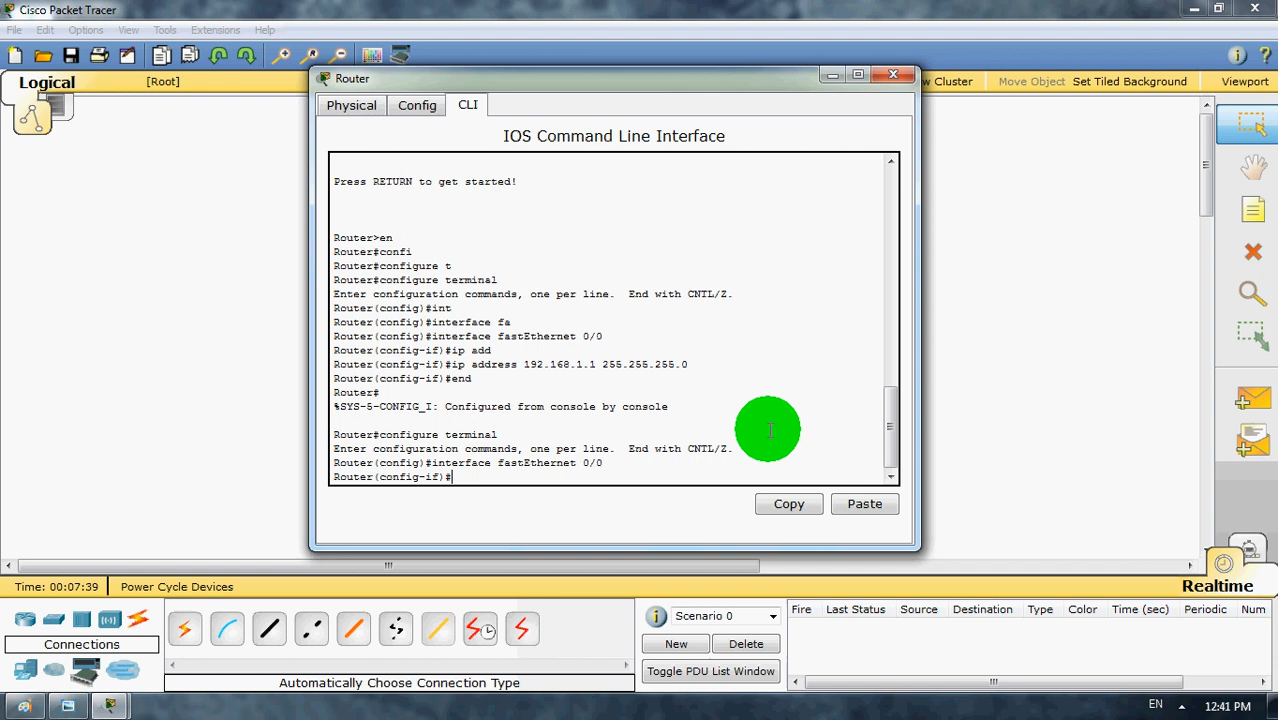 Cisco Packet Tracer
File Edit Options View Tools Extensions Help
Logical [Root] w Cluster Move Object Set Tiled Background Viewport
Router
Physical Config CLI
IOS Command Line Interface
Press RETURN to get started!
Router>en
Router#confi
Router#configure t
Router#configure terminal
Enter configuration commands, one per line.  End with CNTL/Z.
Router(config)#int
Router(config)#interface fa
Router(config)#interface fastEthernet 0/0
Router(config-if)#ip add
Router(config-if)#ip address 192.168.1.1 255.255.255.0
Router(config-if)#end
Router#
%SYS-5-CONFIG_I: Configured from console by console
Router#configure terminal
Enter configuration commands, one per line.  End with CNTL/Z.
Router(config)#interface fastEthernet 0/0
Router(config-if)#
Copy Paste
Time: 00:07:39 Power Cycle Devices Realtime
Connections
Automatically Choose Connection Type
Scenario 0
New Delete
Toggle PDU List Window
Fire Last Status Source Destination Type Color Time (sec) Periodic Num
EN 12:41 PM